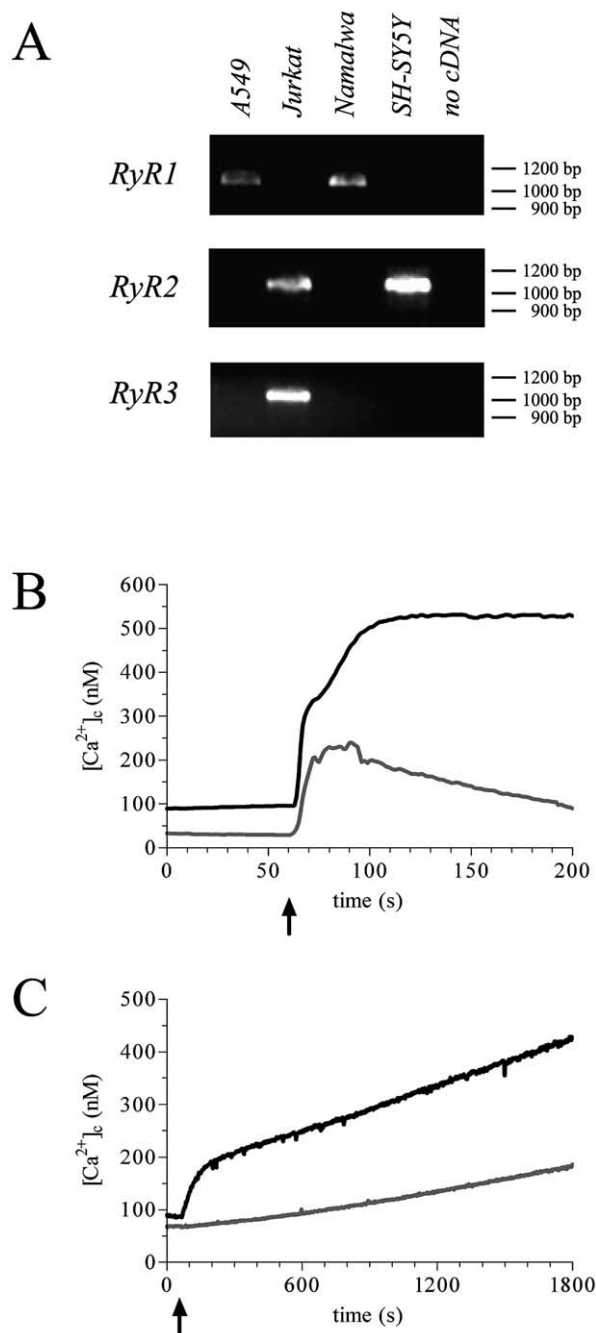 A
A549 Jurkat Namalwa SH-SY5Y no cDNA
RyR1
1200 bp
1000 bp
900 bp
RyR2
1200 bp
1000 bp
900 bp
RyR3
1200 bp
1000 bp
900 bp
B
[Ca²⁺]c (nM)
600
500
400
300
200
100
0
0 50 100 150 200
time (s)
C
[Ca²⁺]c (nM)
500
400
300
200
100
0
0 600 1200 1800
time (s)